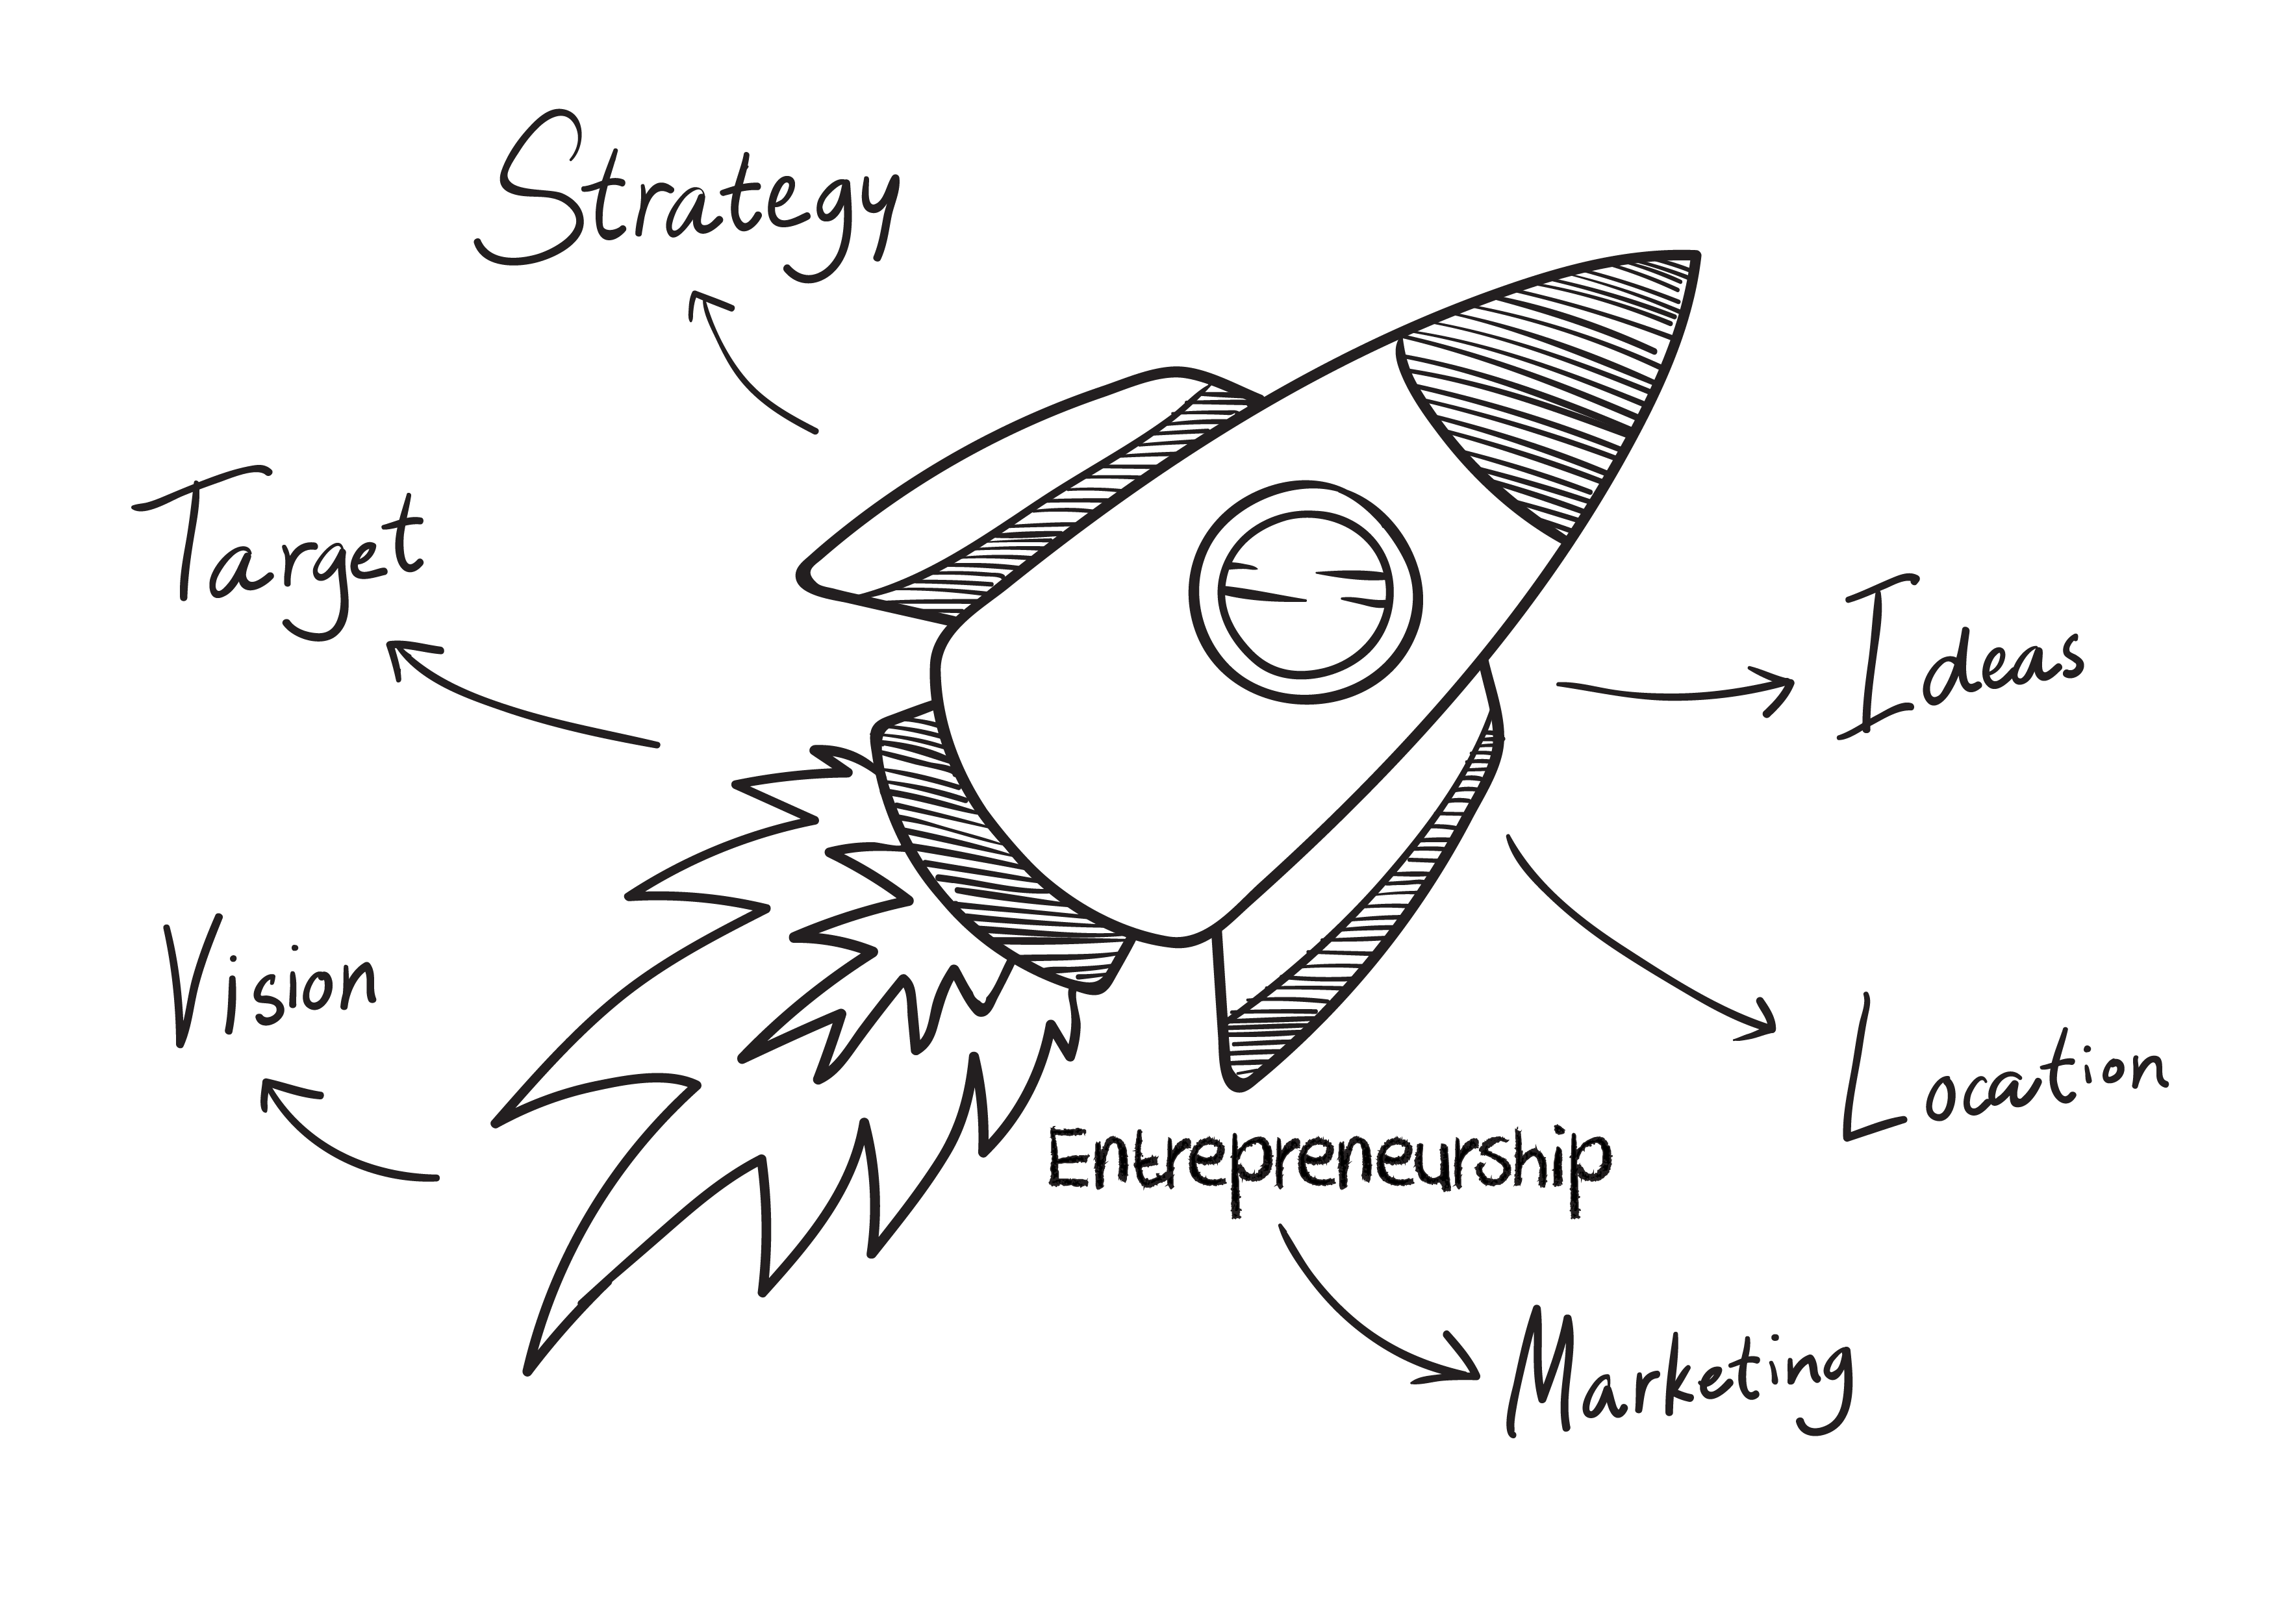 Strategy
Target
Ideas
Vision
Location
Entrepreneurship
Marketing